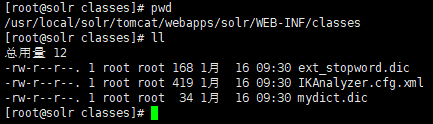 [root@solr classes]# pwd
/usr/local/solr/tomcat/webapps/solr/WEB-INF/classes
[root@solr classes]# ll
总用量 12
-rw-r--r--. 1 root root 168 1月  16 09:30 ext_stopword.dic
-rw-r--r--. 1 root root 419 1月  16 09:30 IKAnalyzer.cfg.xml
-rw-r--r--. 1 root root  34 1月  16 09:30 mydict.dic
[root@solr classes]#